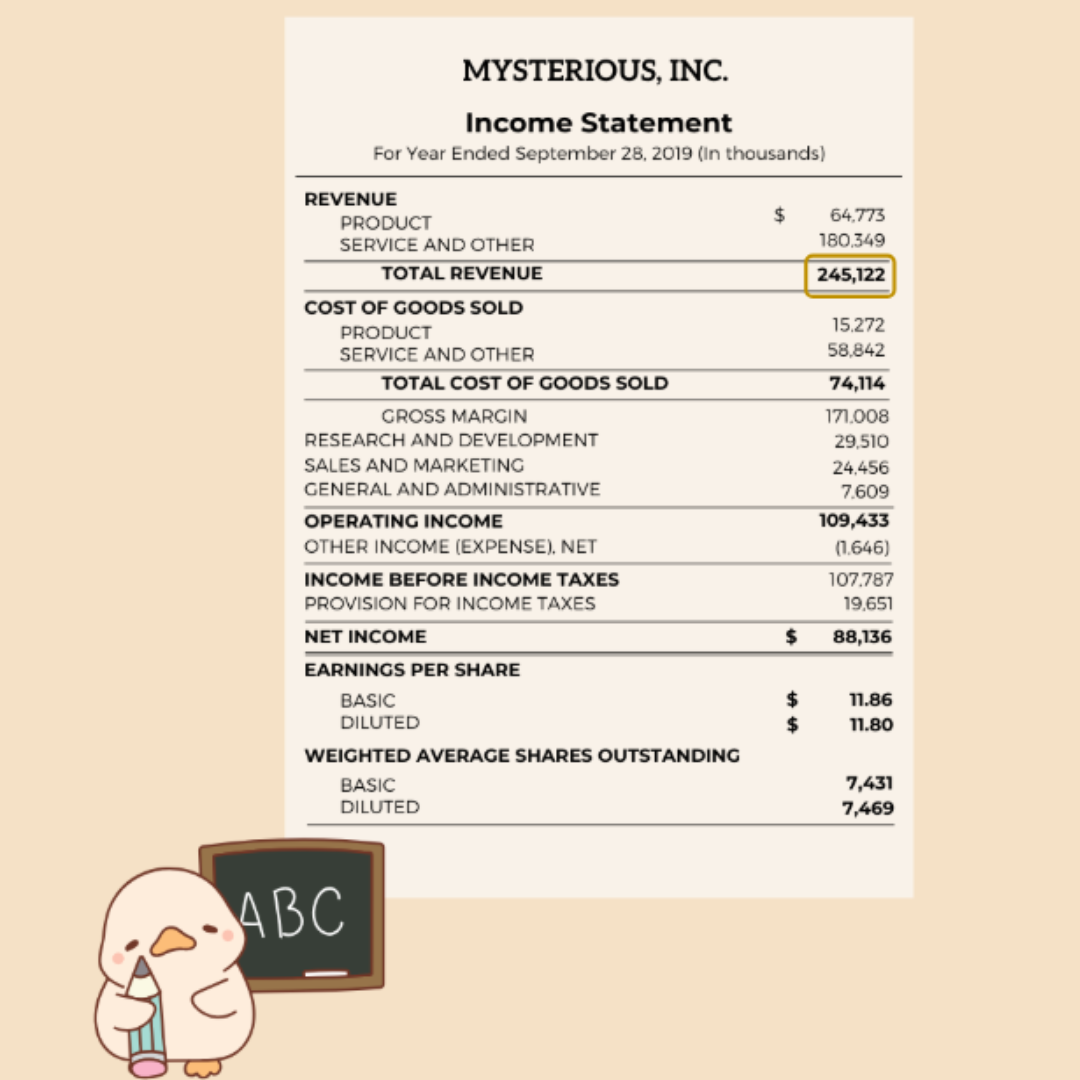 MYSTERIOUS, INC.
Income Statement
For Year Ended September 28, 2019 (In thousands)
REVENUE
PRODUCT $ 64,773
SERVICE AND OTHER 180,349
TOTAL REVENUE 245,122
COST OF GOODS SOLD
PRODUCT 15,272
SERVICE AND OTHER 58,842
TOTAL COST OF GOODS SOLD 74,114
GROSS MARGIN 171,008
RESEARCH AND DEVELOPMENT 29,510
SALES AND MARKETING 24,456
GENERAL AND ADMINISTRATIVE 7,609
OPERATING INCOME 109,433
OTHER INCOME (EXPENSE), NET (1,646)
INCOME BEFORE INCOME TAXES 107,787
PROVISION FOR INCOME TAXES 19,651
NET INCOME $ 88,136
EARNINGS PER SHARE
BASIC $ 11.86
DILUTED $ 11.80
WEIGHTED AVERAGE SHARES OUTSTANDING
BASIC 7,431
DILUTED 7,469
ABC